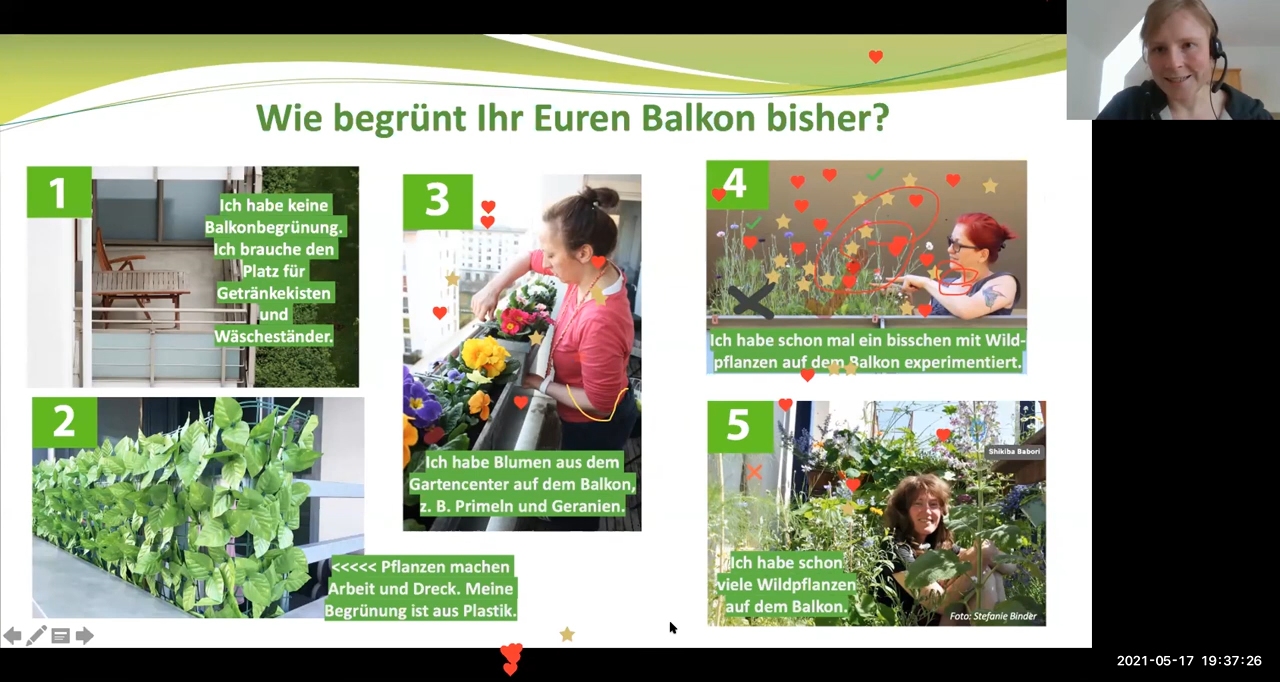 Wie begrünt Ihr Euren Balkon bisher?
1
Ich habe keine
Balkonbegrünung.
Ich brauche den
Platz für
Getränkekisten
und
Wäscheständer.
2
<<<<< Pflanzen machen
Arbeit und Dreck. Meine
Begrünung ist aus Plastik.
3
Ich habe Blumen aus dem
Gartencenter auf dem Balkon,
z. B. Primeln und Geranien.
4
Ich habe schon mal ein bisschen mit Wild-
pflanzen auf dem Balkon experimentiert.
5
Shikiba Babori
Ich habe schon
viele Wildpflanzen
auf dem Balkon.
Foto: Stefanie Binder
2021-05-17 19:37:26